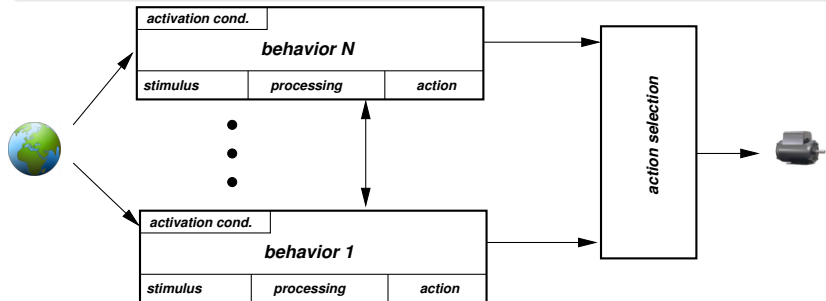 activation cond.
behavior N
stimulus processing action
action selection
activation cond.
behavior 1
stimulus processing action